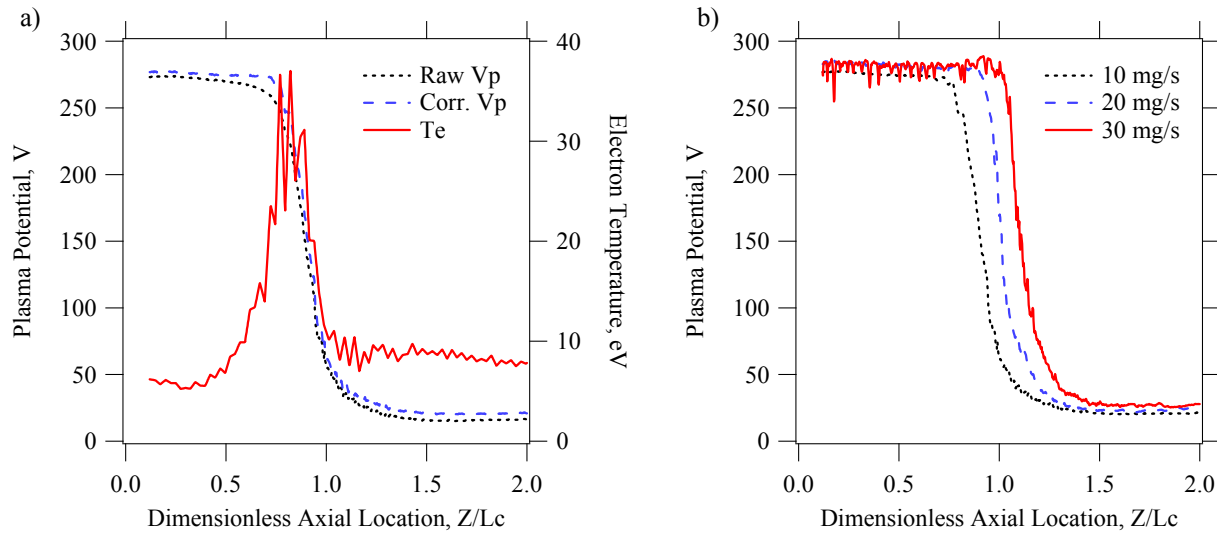 a)
300
250
200
150
100
50
0
Plasma Potential, V
40
30
20
10
0
Electron Temperature, eV
Raw Vp
Corr. Vp
Te
0.0 0.5 1.0 1.5 2.0
Dimensionless Axial Location, Z/Lc
b)
300
250
200
150
100
50
0
Plasma Potential, V
10 mg/s
20 mg/s
30 mg/s
0.0 0.5 1.0 1.5 2.0
Dimensionless Axial Location, Z/Lc